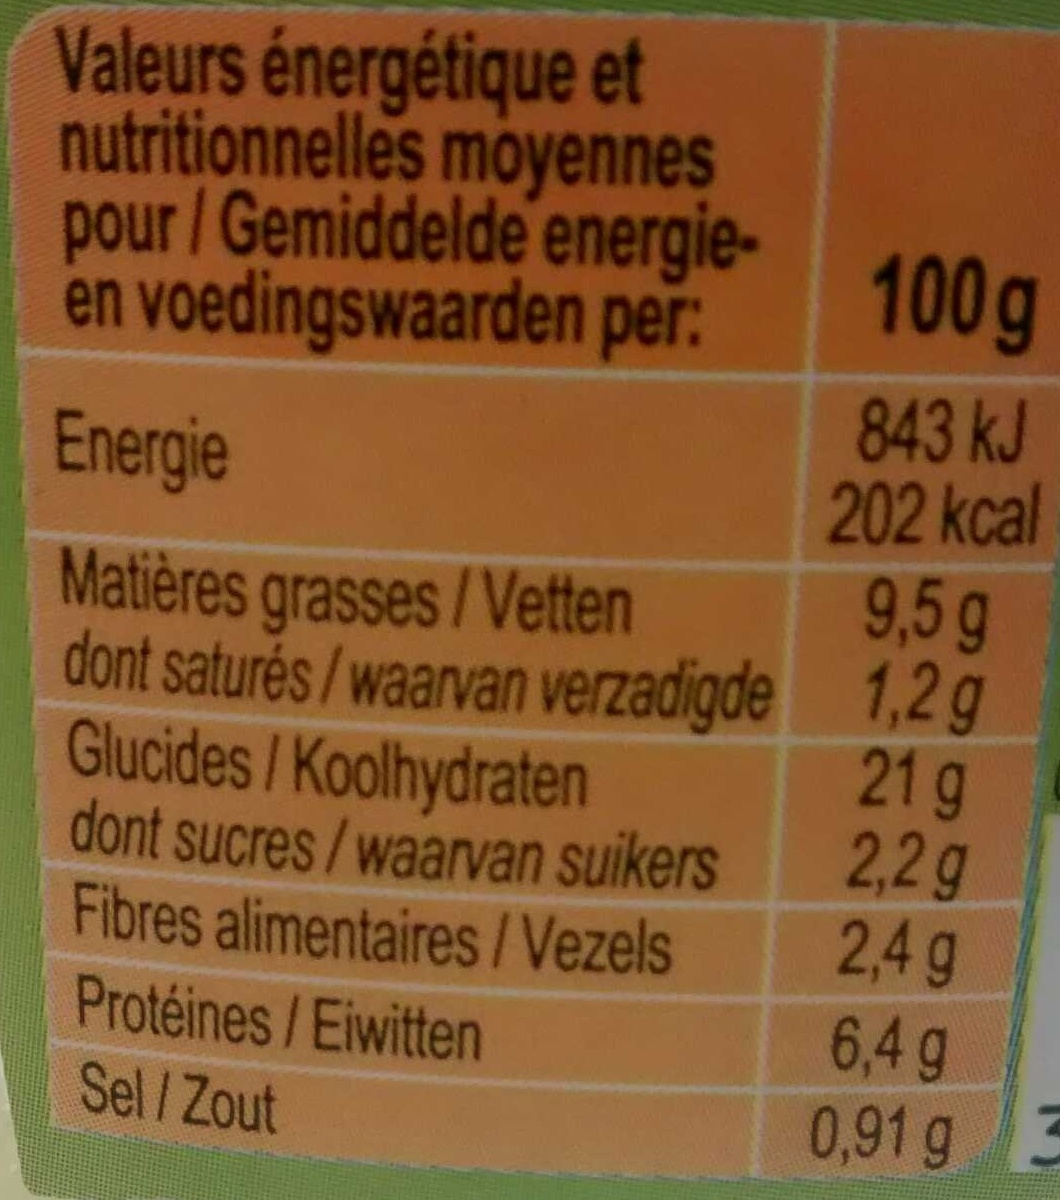 Valeurs énergétique et
nutritionnelles moyennes
pour / Gemiddelde energie-
en voedingswaarden per: 100 g
Energie 843 kJ
202 kcal
Matières grasses / Vetten 9,5 g
dont saturés / waarvan verzadigde 1,2 g
Glucides / Koolhydraten 21 g
dont sucres / waarvan suikers 2,2 g
Fibres alimentaires / Vezels 2,4 g
Protéines / Eiwitten 6,4 g
Sel / Zout 0,91 g